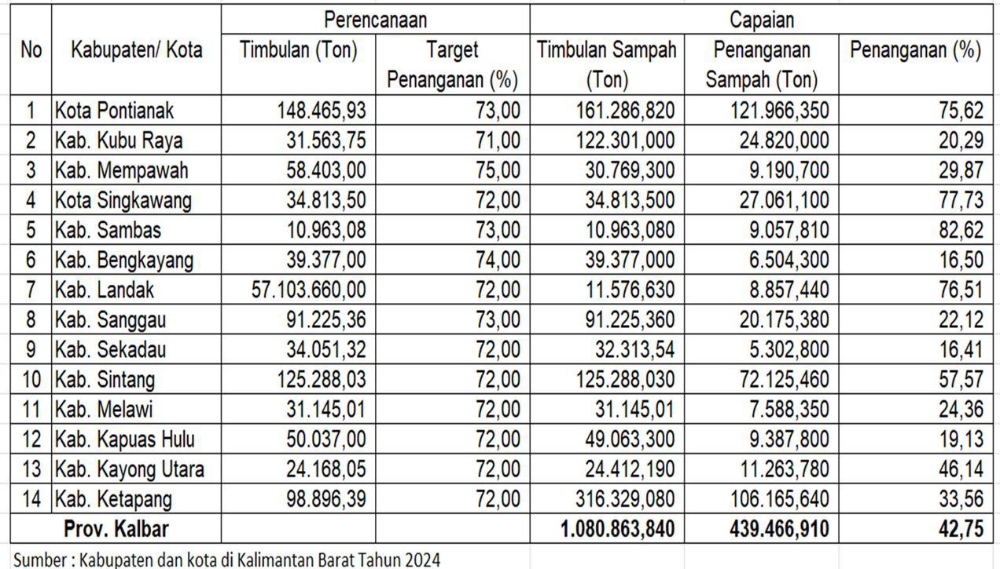 No Kabupaten/ Kota Perencanaan Capaian
Timbulan (Ton) Target Penanganan (%) Timbulan Sampah (Ton) Penanganan Sampah (Ton) Penanganan (%)
1 Kota Pontianak 148.465,93 73,00 161.286,820 121.966,350 75,62
2 Kab. Kubu Raya 31.563,75 71,00 122.301,000 24.820,000 20,29
3 Kab. Mempawah 58.403,00 75,00 30.769,300 9.190,700 29,87
4 Kota Singkawang 34.813,50 72,00 34.813,500 27.061,100 77,73
5 Kab. Sambas 10.963,08 73,00 10.963,080 9.057,810 82,62
6 Kab. Bengkayang 39.377,00 74,00 39.377,000 6.504,300 16,50
7 Kab. Landak 57.103.660,00 72,00 11.576,630 8.857,440 76,51
8 Kab. Sanggau 91.225,36 73,00 91.225,360 20.175,380 22,12
9 Kab. Sekadau 34.051,32 72,00 32.313,54 5.302,800 16,41
10 Kab. Sintang 125.288,03 72,00 125.288,030 72.125,460 57,57
11 Kab. Melawi 31.145,01 72,00 31.145,01 7.588,350 24,36
12 Kab. Kapuas Hulu 50.037,00 72,00 49.063,300 9.387,800 19,13
13 Kab. Kayong Utara 24.168,05 72,00 24.412,190 11.263,780 46,14
14 Kab. Ketapang 98.896,39 72,00 316.329,080 106.165,640 33,56
Prov. Kalbar 1.080.863,840 439.466,910 42,75
Sumber : Kabupaten dan kota di Kalimantan Barat Tahun 2024